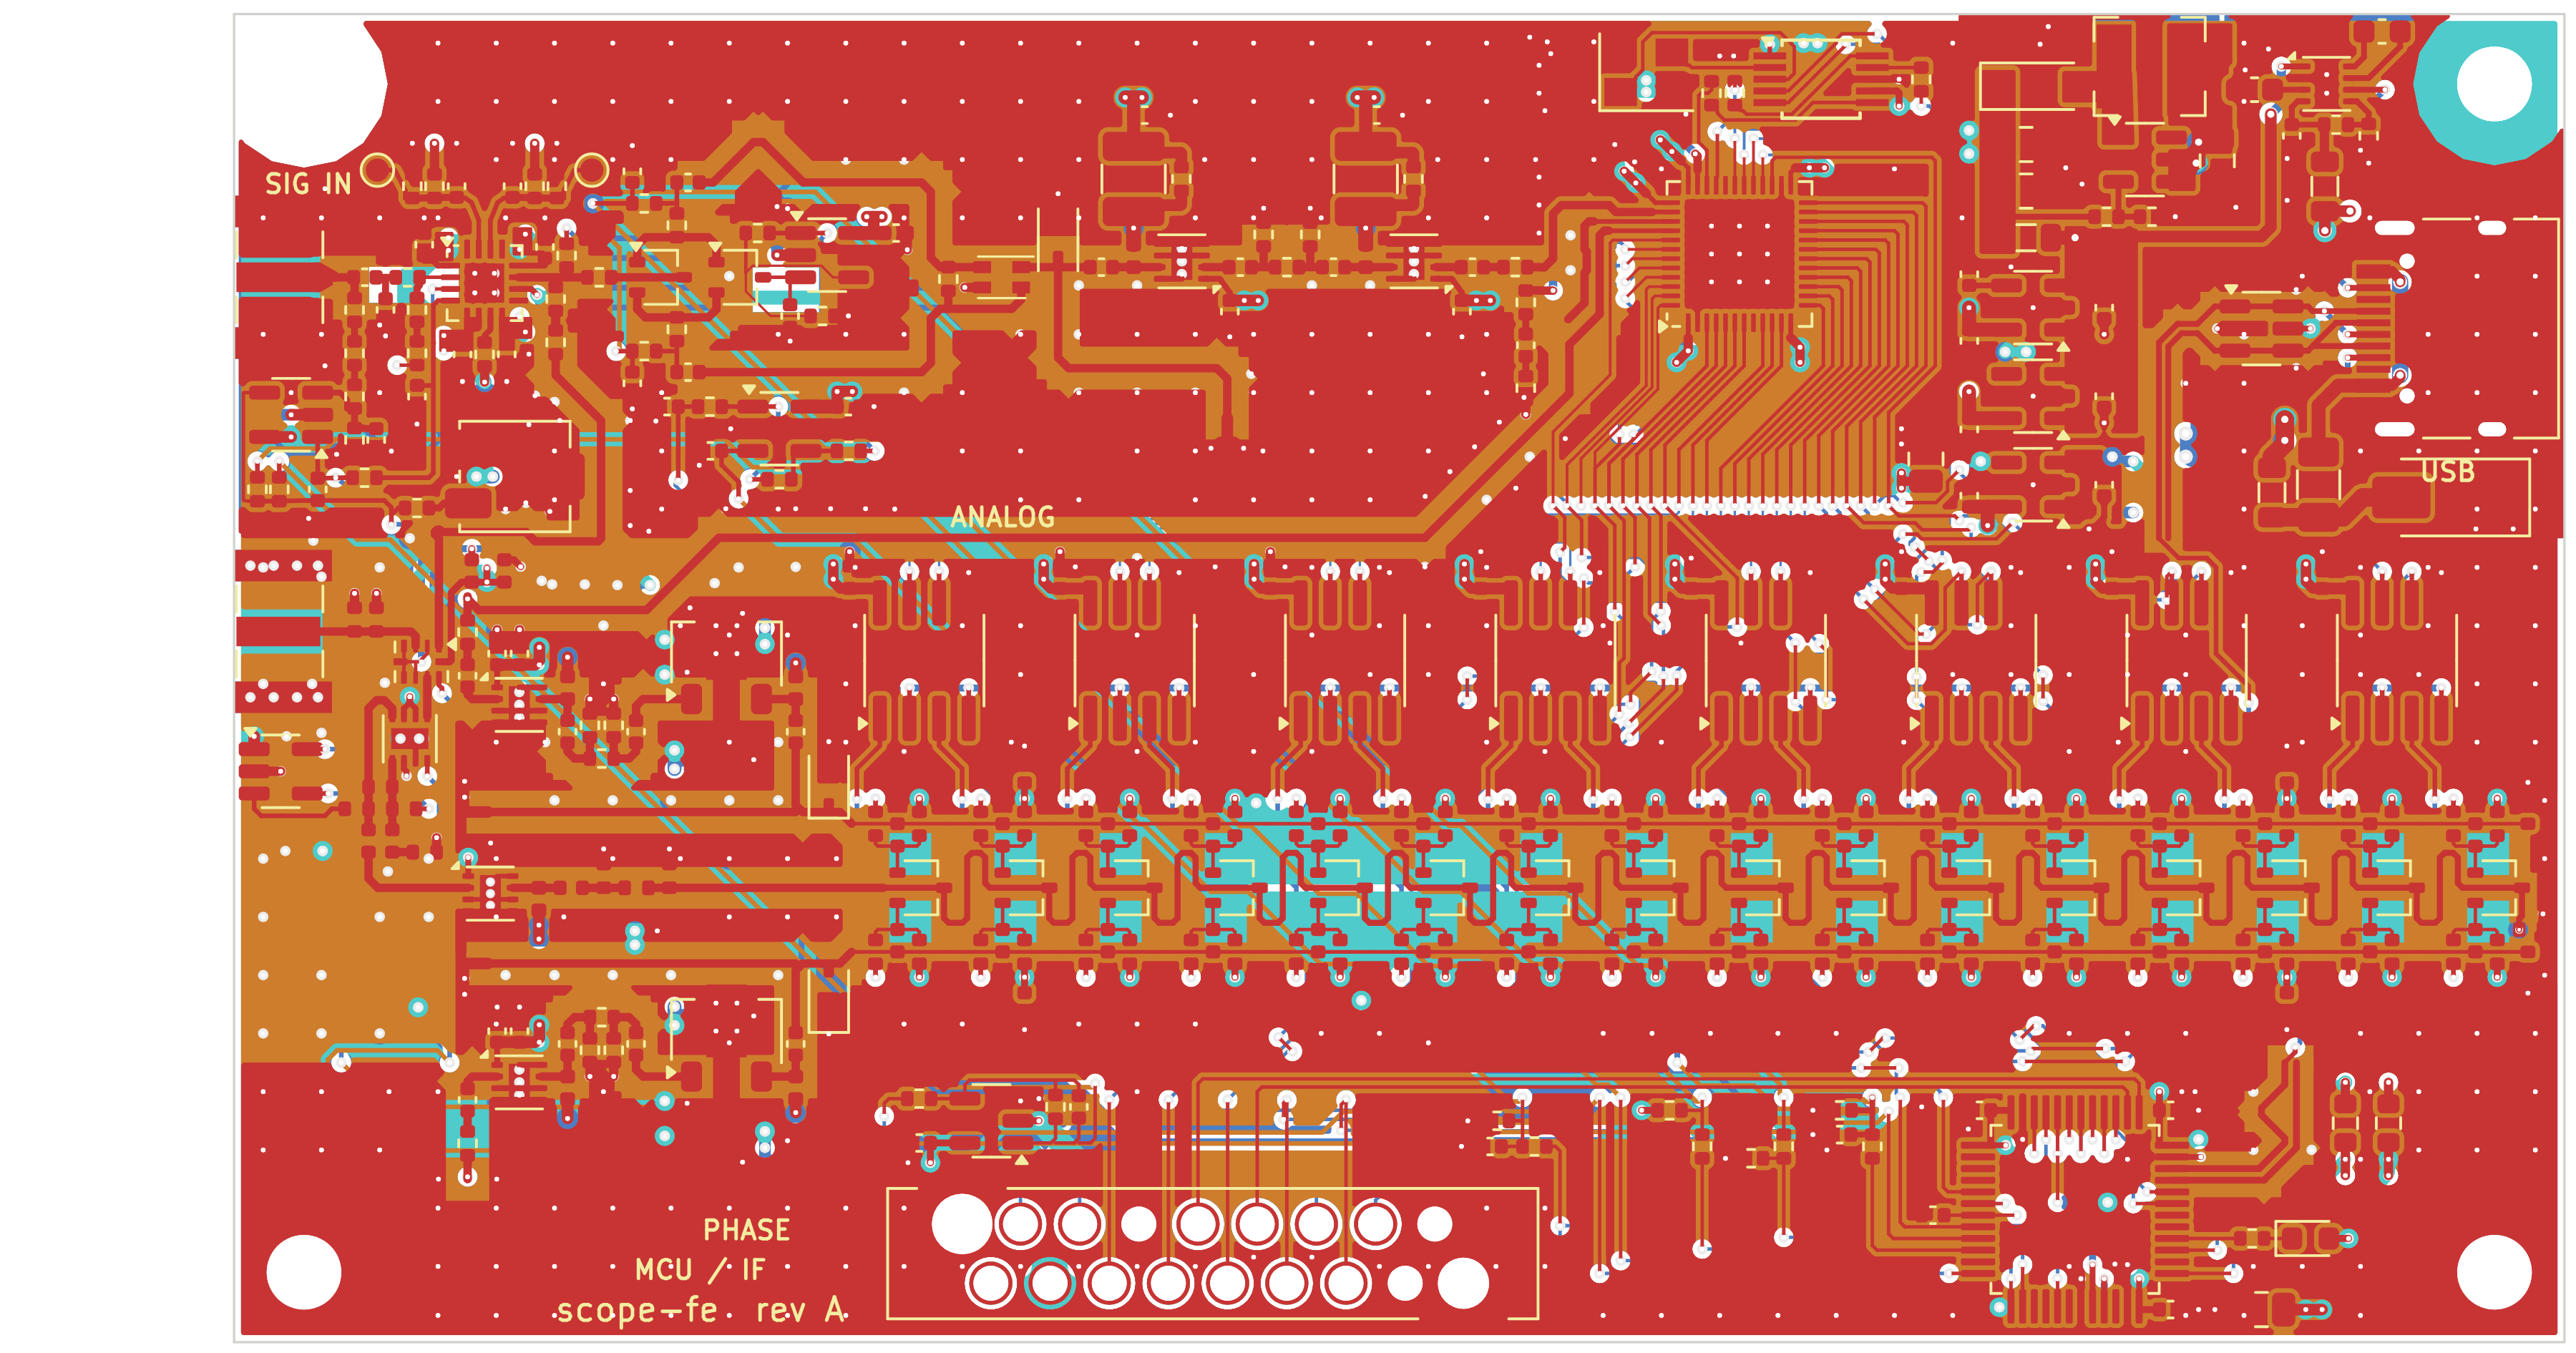 SIG IN
USB
ANALOG
PHASE
MCU / IF
scope-fe rev A